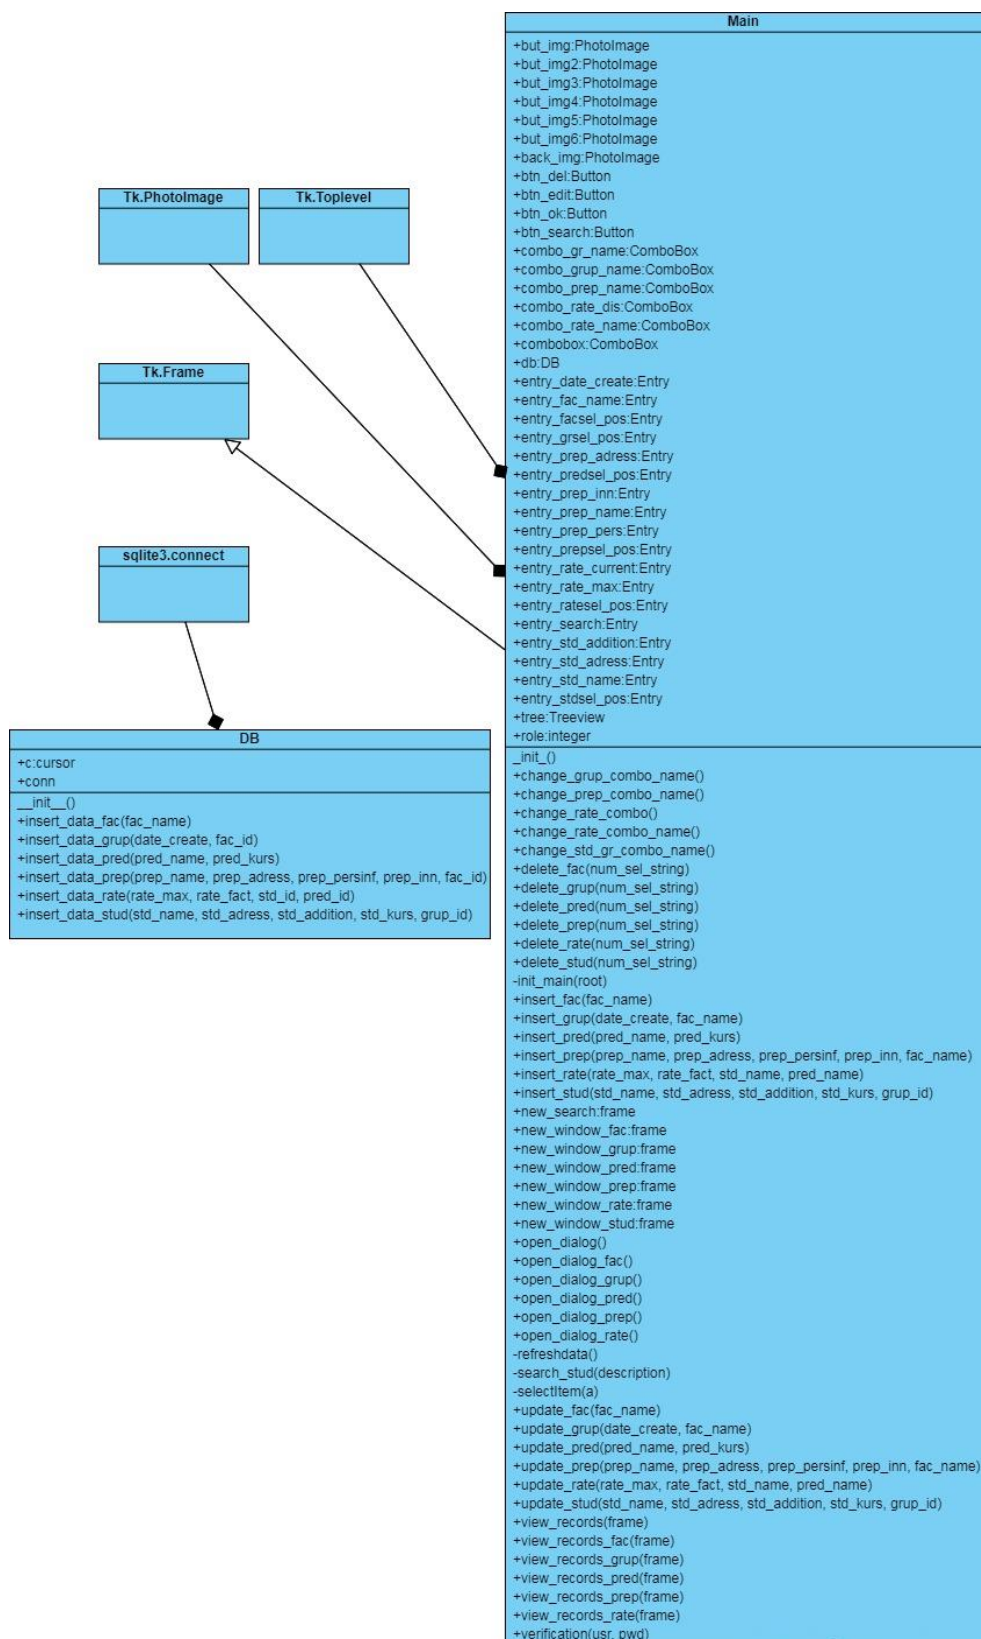 Tk.PhotoImage
Tk.Toplevel
Tk.Frame
sqlite3.connect
DB
+c:cursor
+conn
__init__()
+insert_data_fac(fac_name)
+insert_data_grup(date_create, fac_id)
+insert_data_pred(pred_name, pred_kurs)
+insert_data_prep(prep_name, prep_adress, prep_persinf, prep_inn, fac_id)
+insert_data_rate(rate_max, rate_fact, std_id, pred_id)
+insert_data_stud(std_name, std_adress, std_addition, std_kurs, grup_id)
Main
+but_img:PhotoImage
+but_img2:PhotoImage
+but_img3:PhotoImage
+but_img4:PhotoImage
+but_img5:PhotoImage
+but_img6:PhotoImage
+back_img:PhotoImage
+btn_del:Button
+btn_edit:Button
+btn_ok:Button
+btn_search:Button
+combo_gr_name:ComboBox
+combo_grup_name:ComboBox
+combo_prep_name:ComboBox
+combo_rate_dis:ComboBox
+combo_rate_name:ComboBox
+combobox:ComboBox
+db:DB
+entry_date_create:Entry
+entry_fac_name:Entry
+entry_facsel_pos:Entry
+entry_grsel_pos:Entry
+entry_prep_adress:Entry
+entry_predsel_pos:Entry
+entry_prep_inn:Entry
+entry_prep_name:Entry
+entry_prep_pers:Entry
+entry_prepsel_pos:Entry
+entry_rate_current:Entry
+entry_rate_max:Entry
+entry_ratesel_pos:Entry
+entry_search:Entry
+entry_std_addition:Entry
+entry_std_adress:Entry
+entry_std_name:Entry
+entry_stdsel_pos:Entry
+tree:Treeview
+role:integer
_init_()
+change_grup_combo_name()
+change_prep_combo_name()
+change_rate_combo()
+change_rate_combo_name()
+change_std_gr_combo_name()
+delete_fac(num_sel_string)
+delete_grup(num_sel_string)
+delete_pred(num_sel_string)
+delete_prep(num_sel_string)
+delete_rate(num_sel_string)
+delete_stud(num_sel_string)
-init_main(root)
+insert_fac(fac_name)
+insert_grup(date_create, fac_name)
+insert_pred(pred_name, pred_kurs)
+insert_prep(prep_name, prep_adress, prep_persinf, prep_inn, fac_name)
+insert_rate(rate_max, rate_fact, std_name, pred_name)
+insert_stud(std_name, std_adress, std_addition, std_kurs, grup_id)
+new_search:frame
+new_window_fac:frame
+new_window_grup:frame
+new_window_pred:frame
+new_window_prep:frame
+new_window_rate:frame
+new_window_stud:frame
+open_dialog()
+open_dialog_fac()
+open_dialog_grup()
+open_dialog_pred()
+open_dialog_prep()
+open_dialog_rate()
-refreshdata()
-search_stud(description)
-selectItem(a)
+update_fac(fac_name)
+update_grup(date_create, fac_name)
+update_pred(pred_name, pred_kurs)
+update_prep(prep_name, prep_adress, prep_persinf, prep_inn, fac_name)
+update_rate(rate_max, rate_fact, std_name, pred_name)
+update_stud(std_name, std_adress, std_addition, std_kurs, grup_id)
+view_records(frame)
+view_records_fac(frame)
+view_records_grup(frame)
+view_records_pred(frame)
+view_records_prep(frame)
+view_records_rate(frame)
+verification(usr, pwd)